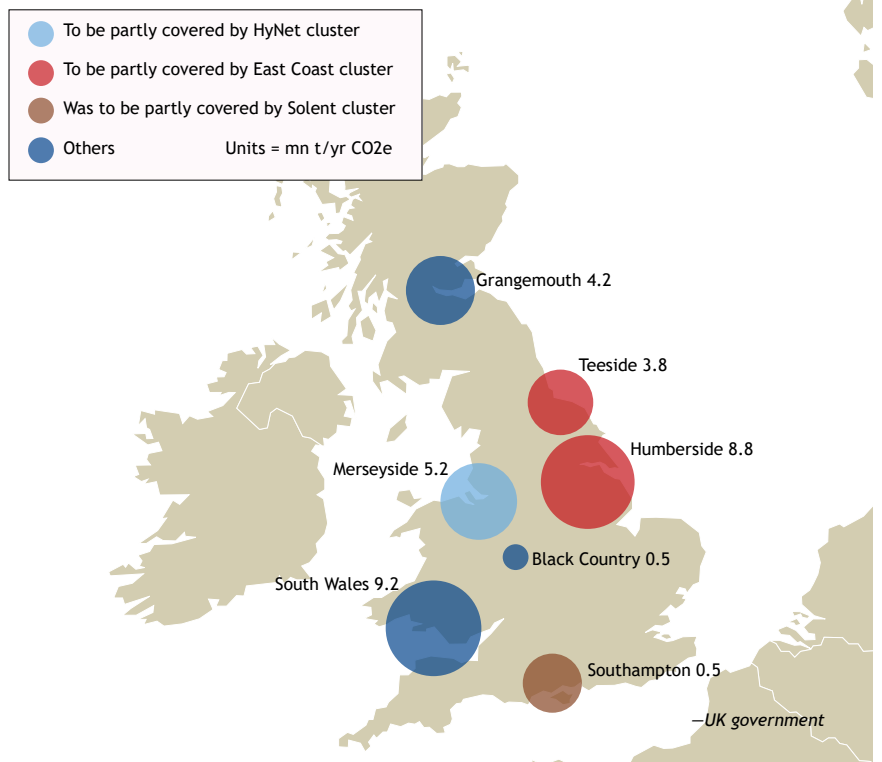 To be partly covered by HyNet cluster
To be partly covered by East Coast cluster
Was to be partly covered by Solent cluster
Others Units = mn t/yr CO2e
Grangemouth 4.2
Teeside 3.8
Humberside 8.8
Merseyside 5.2
Black Country 0.5
South Wales 9.2
Southampton 0.5
—UK government